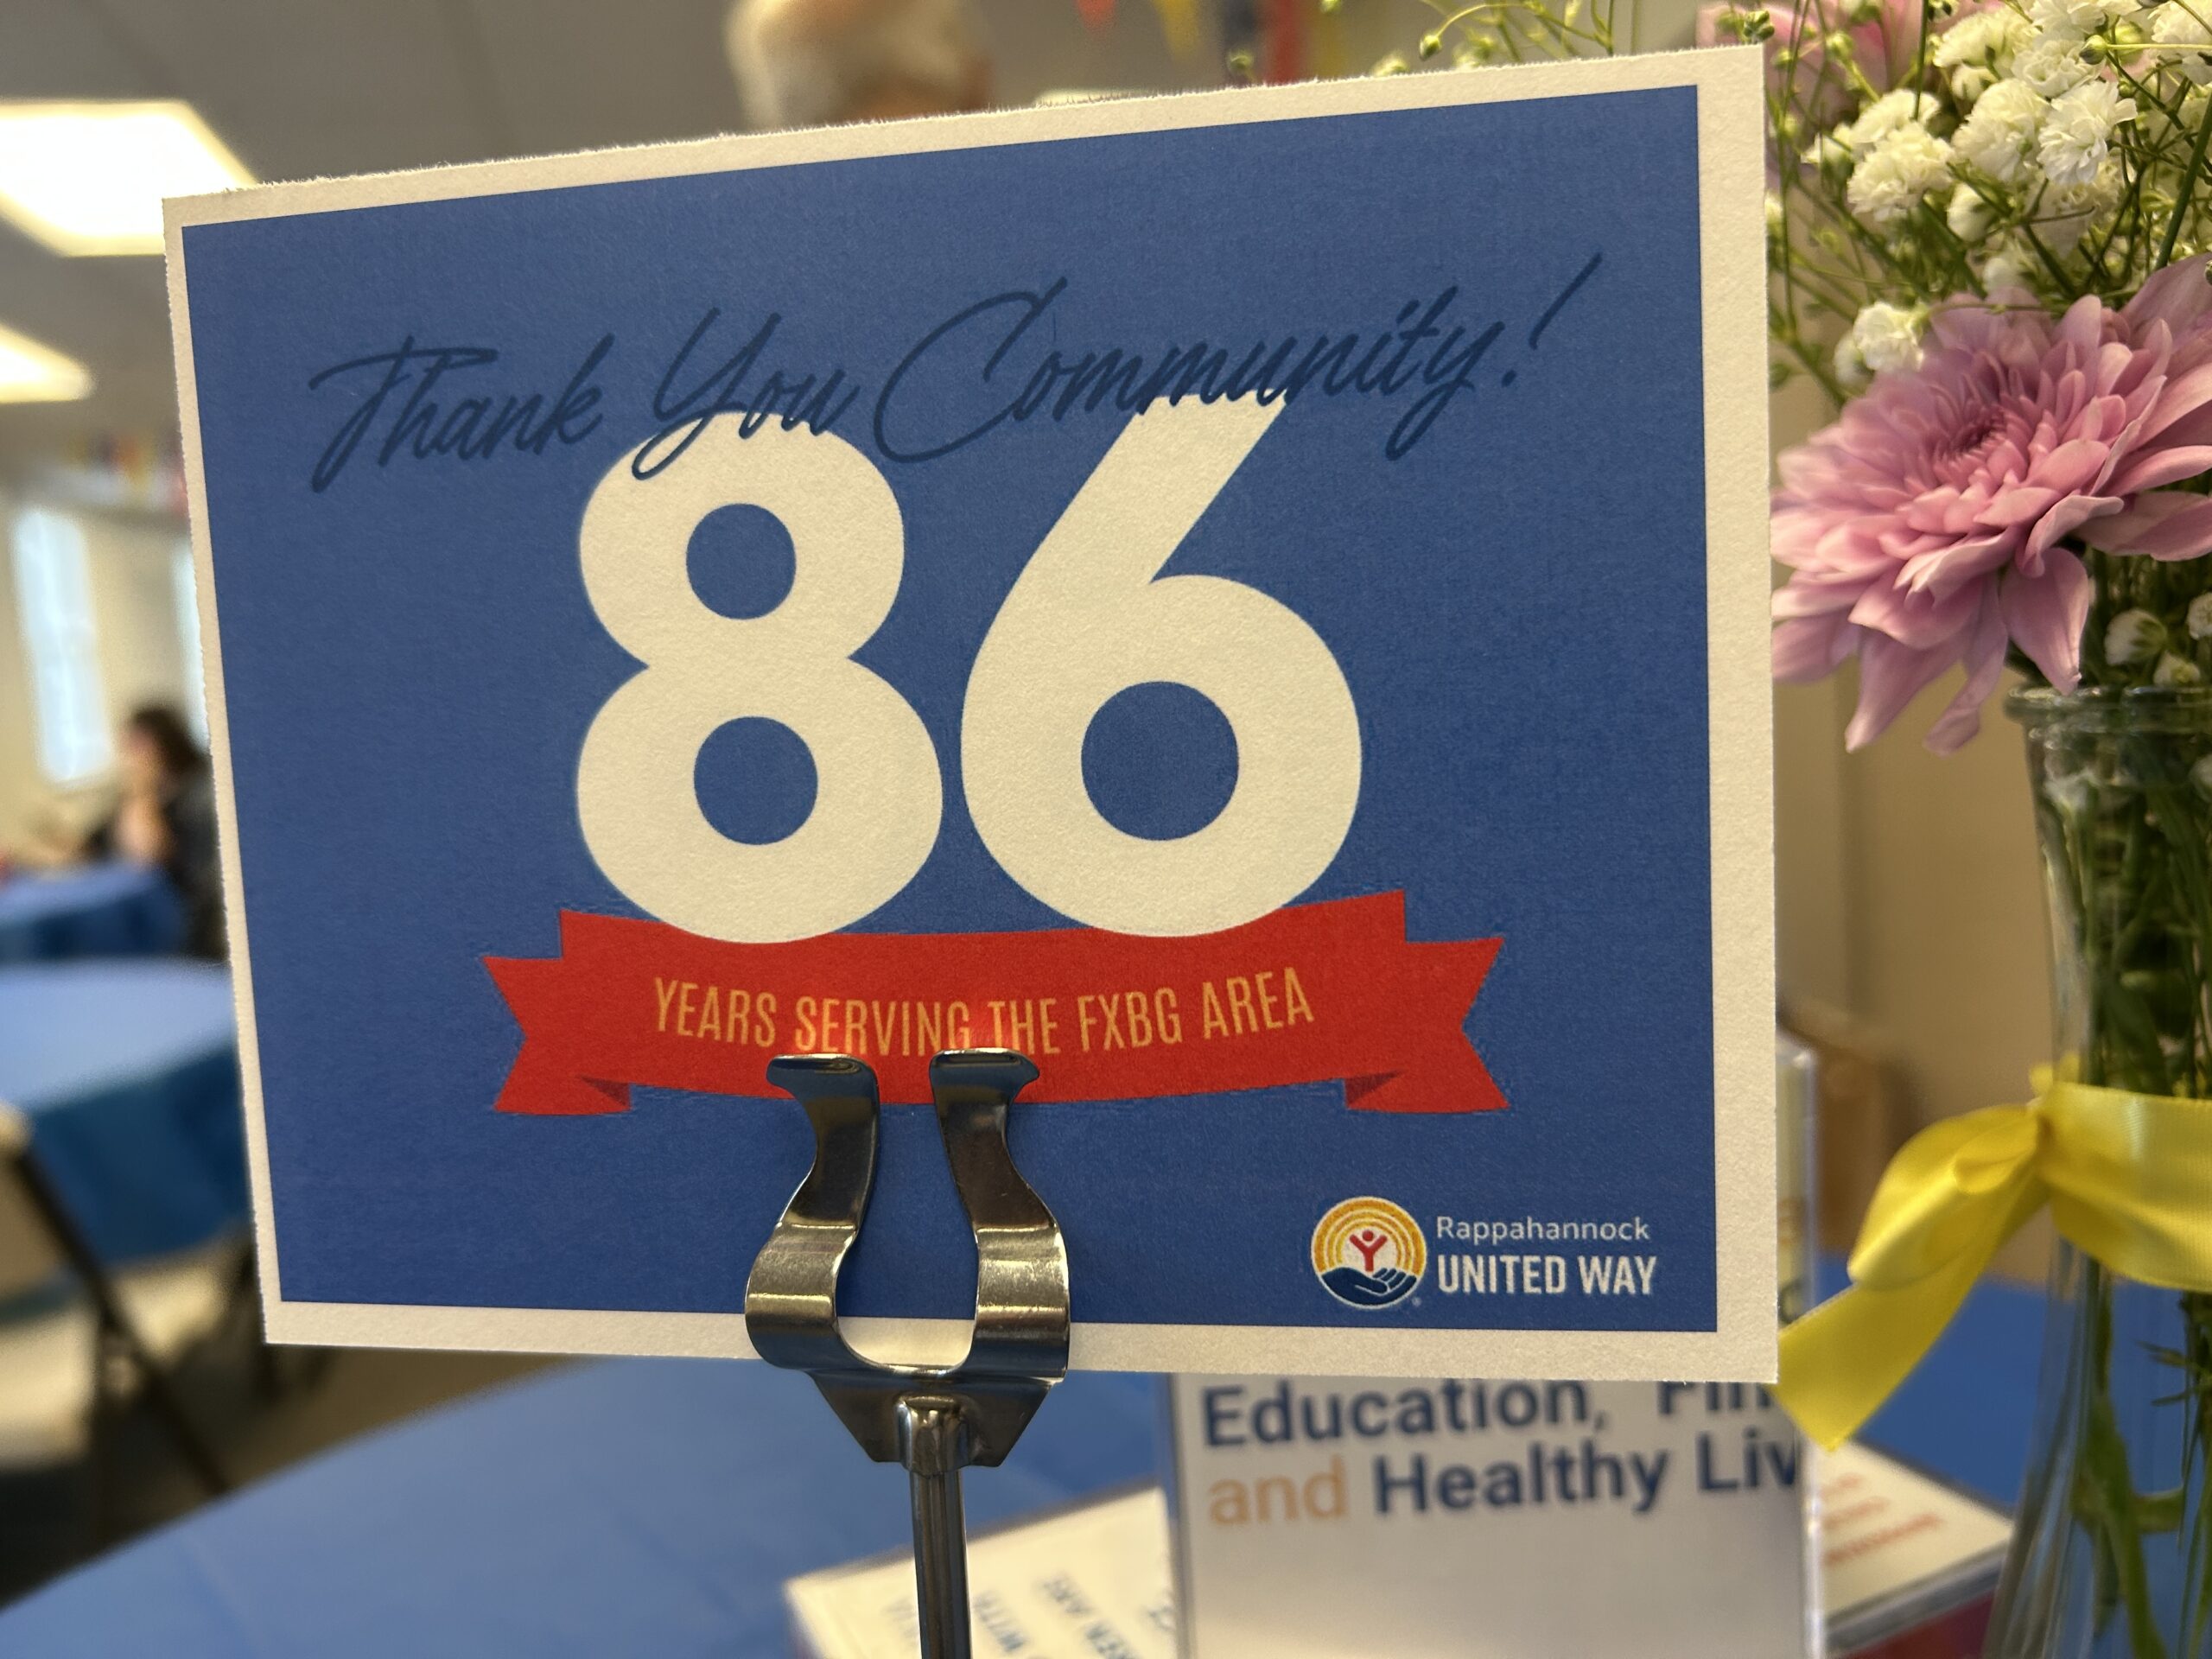 Thank You Community!
86
YEARS SERVING THE FXBG AREA
Rappahannock
UNITED WAY
Education,
and Healthy